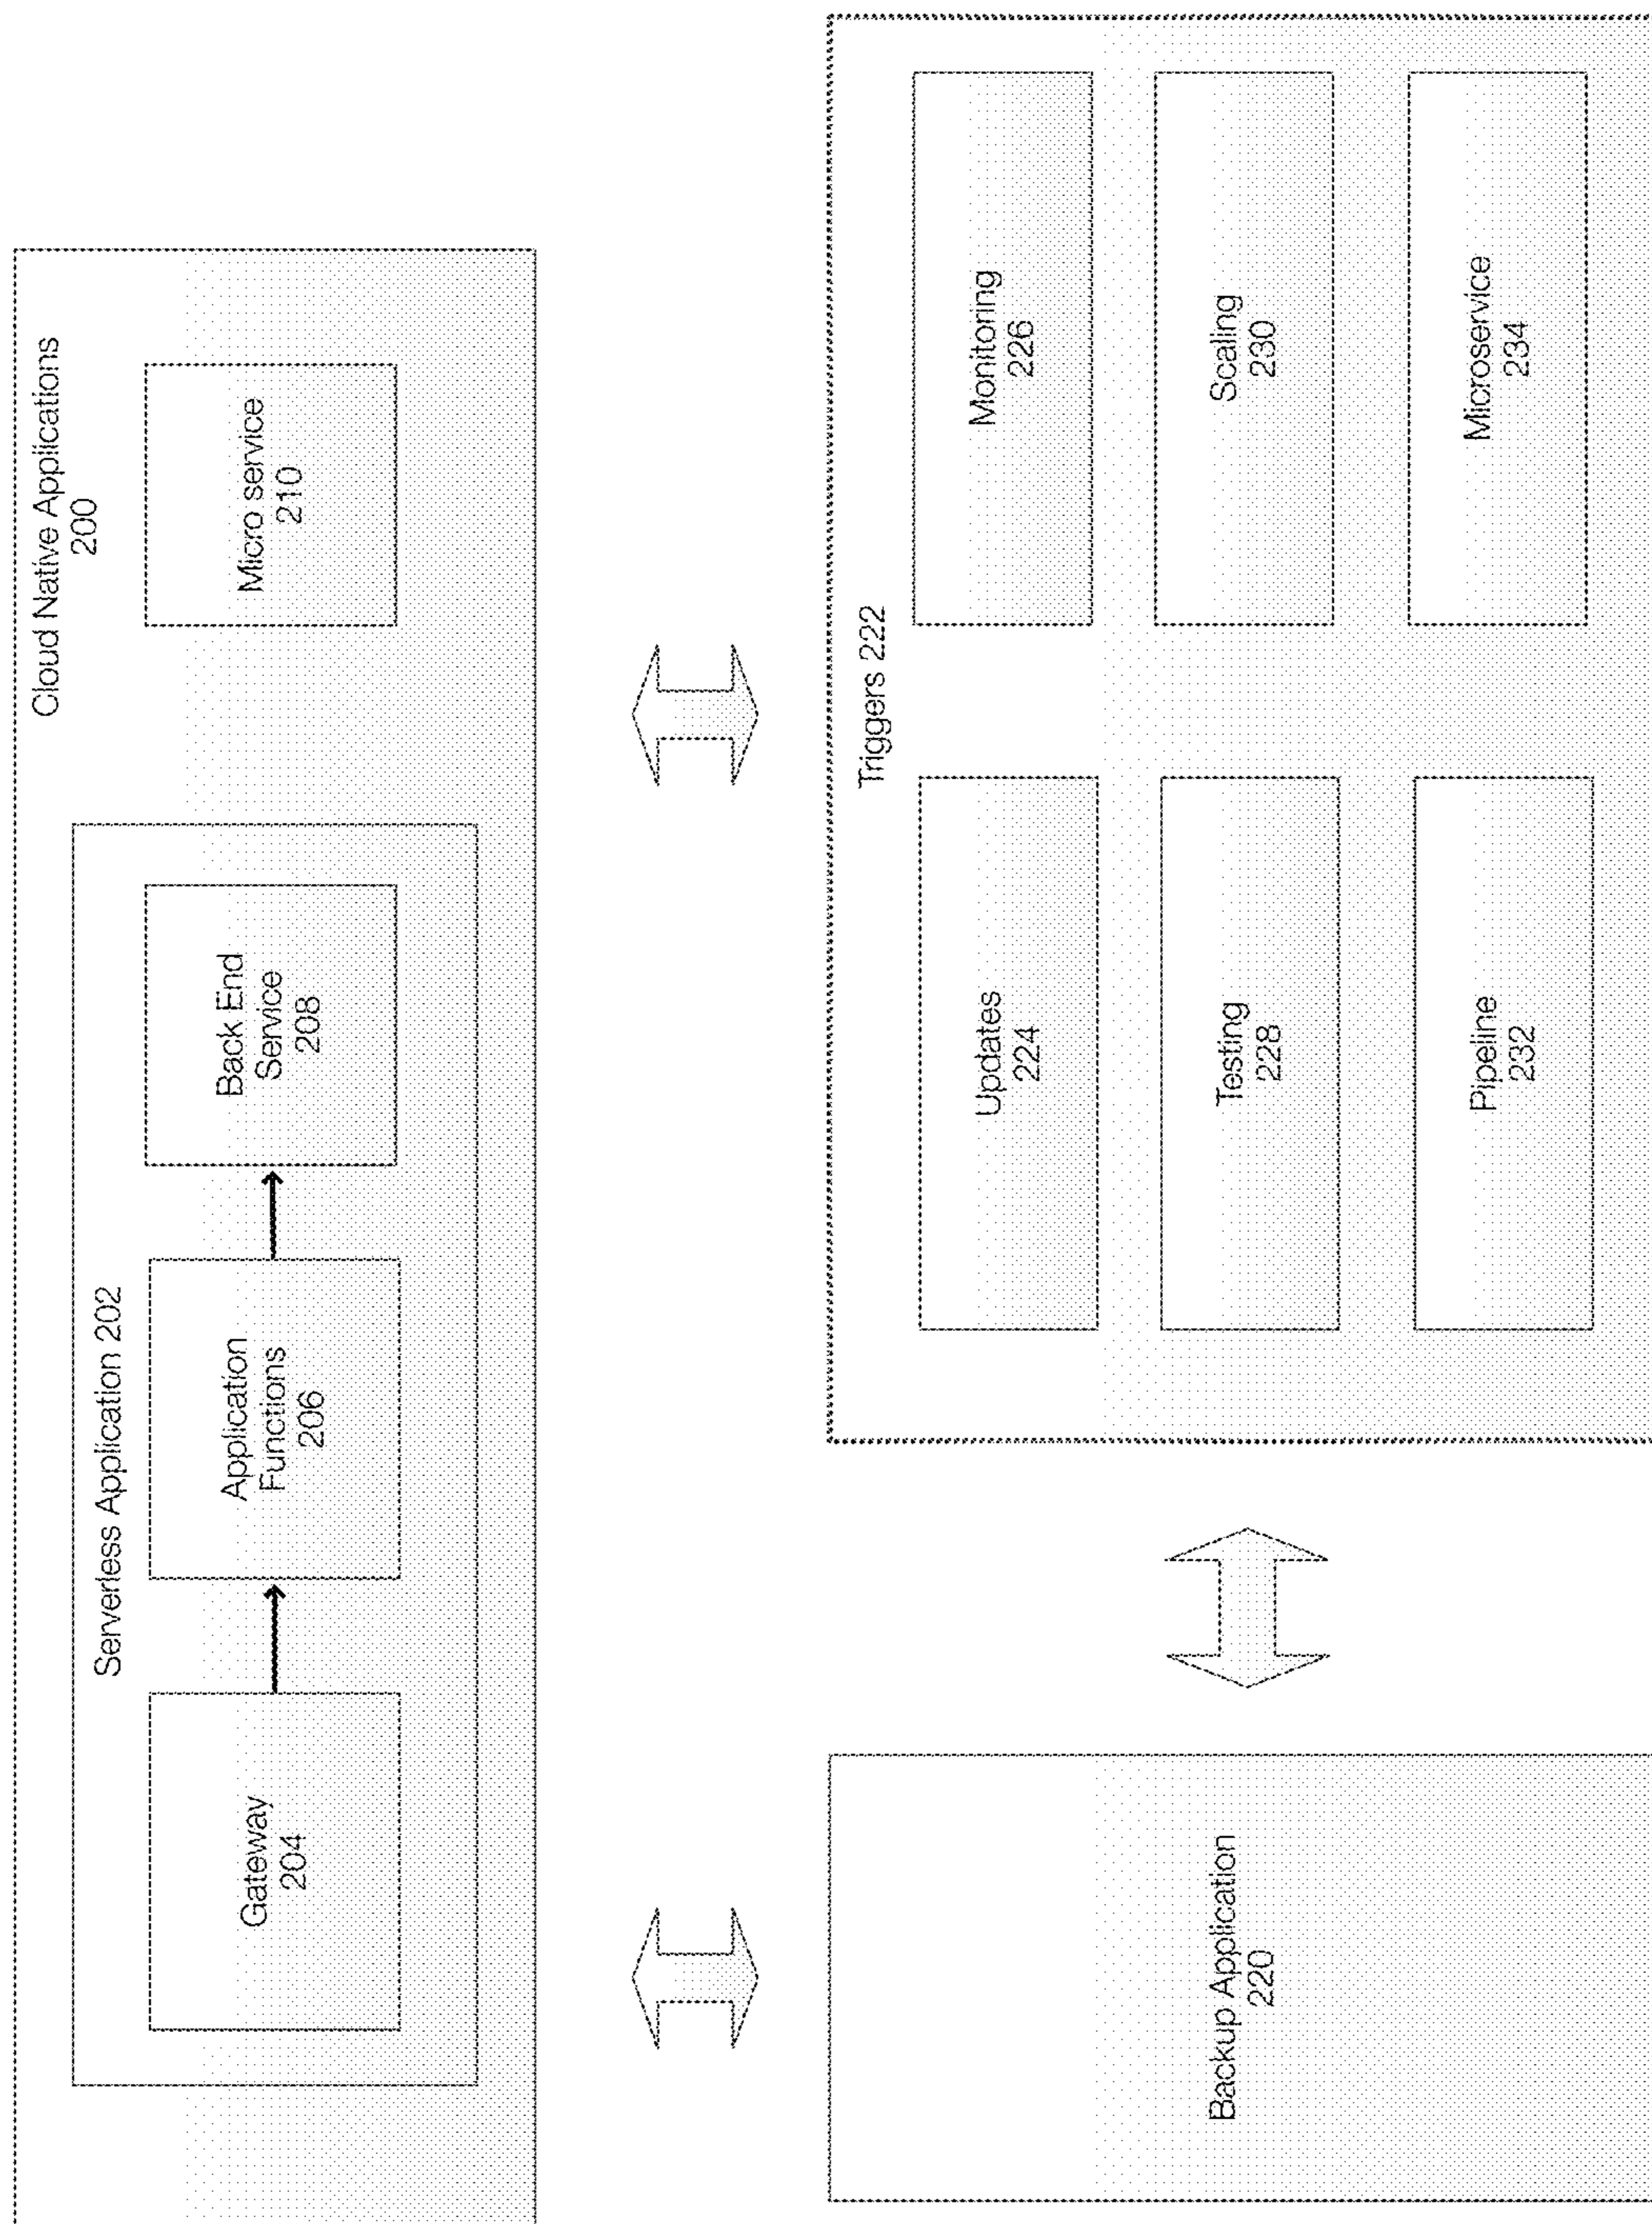 Cloud Native Applications
200
Serverless Application 202
Gateway
204
Application
Functions
206
Back End
Service
208
Micro service
210
Backup Application
220
Triggers 222
Updates
224
Monitoring
226
Testing
228
Scaling
230
Pipeline
232
Microservice
234